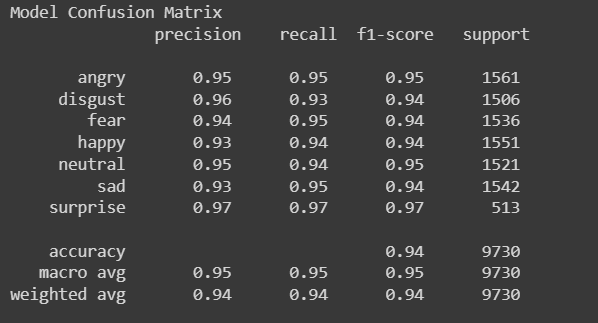 Model Confusion Matrix
precision recall f1-score support
angry 0.95 0.95 0.95 1561
disgust 0.96 0.93 0.94 1506
fear 0.94 0.95 0.94 1536
happy 0.93 0.94 0.94 1551
neutral 0.95 0.94 0.95 1521
sad 0.93 0.95 0.94 1542
surprise 0.97 0.97 0.97 513
accuracy 0.94 9730
macro avg 0.95 0.95 0.95 9730
weighted avg 0.94 0.94 0.94 9730